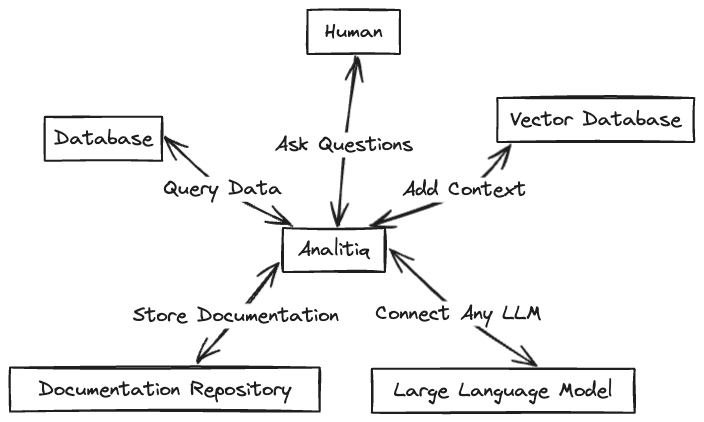 Human
Database
Vector Database
Ask Questions
Query Data
Add Context
Analitiq
Store Documentation
Connect Any LLM
Documentation Repository
Large Language Model